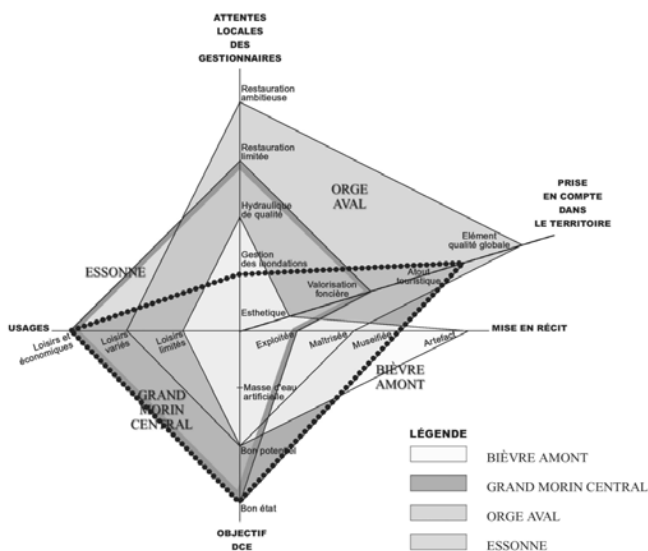 ATTENTES
LOCALES
DES
GESTIONNAIRES
Restauration
ambitieuse
Restauration
limitée
ORGE
AVAL
PRISE
EN COMPTE
DANS
LE TERRITOIRE
Hydraulique
de qualité
Elément
qualité globale
ESSONNE
Gestion
des inondations
Atout
touristique
Valorisation
foncière
Esthetique
USAGES
Loisirs et
économiques
Loisirs
variés
Loisirs
limités
Exploitée
Maîtrisée
Museifiée
Artefact
MISE EN RÉCIT
BIÈVRE
AMONT
Masse d'eau
artificielle
GRAND
MORIN
CENTRAL
Bon potentiel
Bon état
OBJECTIF
DCE
LÉGENDE
BIÈVRE AMONT
GRAND MORIN CENTRAL
ORGE AVAL
ESSONNE